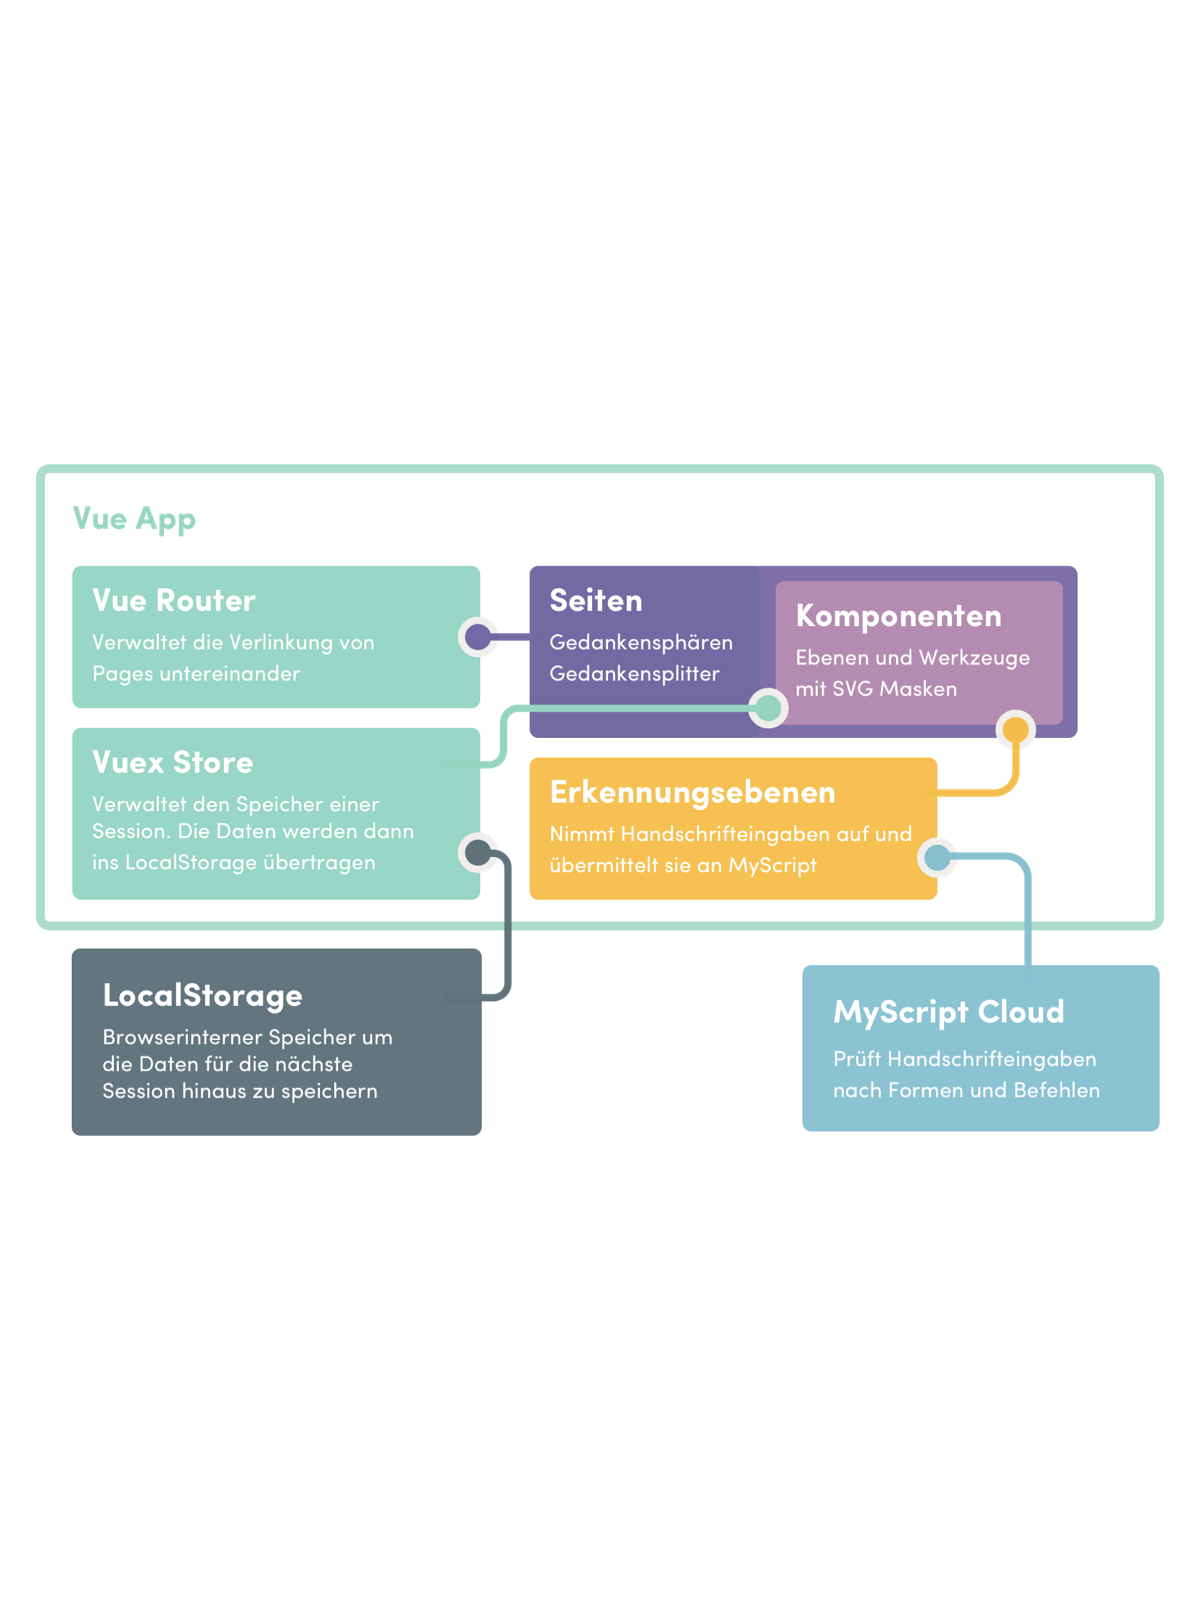 Vue App
Vue Router
Verwaltet die Verlinkung von
Pages untereinander
Seiten
Gedankensphären
Gedankensplitter
Komponenten
Ebenen und Werkzeuge
mit SVG Masken
Vuex Store
Verwaltet den Speicher einer
Session. Die Daten werden dann
ins LocalStorage übertragen
Erkennungsebenen
Nimmt Handschrifteingaben auf und
übermittelt sie an MyScript
LocalStorage
Browserinterner Speicher um
die Daten für die nächste
Session hinaus zu speichern
MyScript Cloud
Prüft Handschrifteingaben
nach Formen und Befehlen